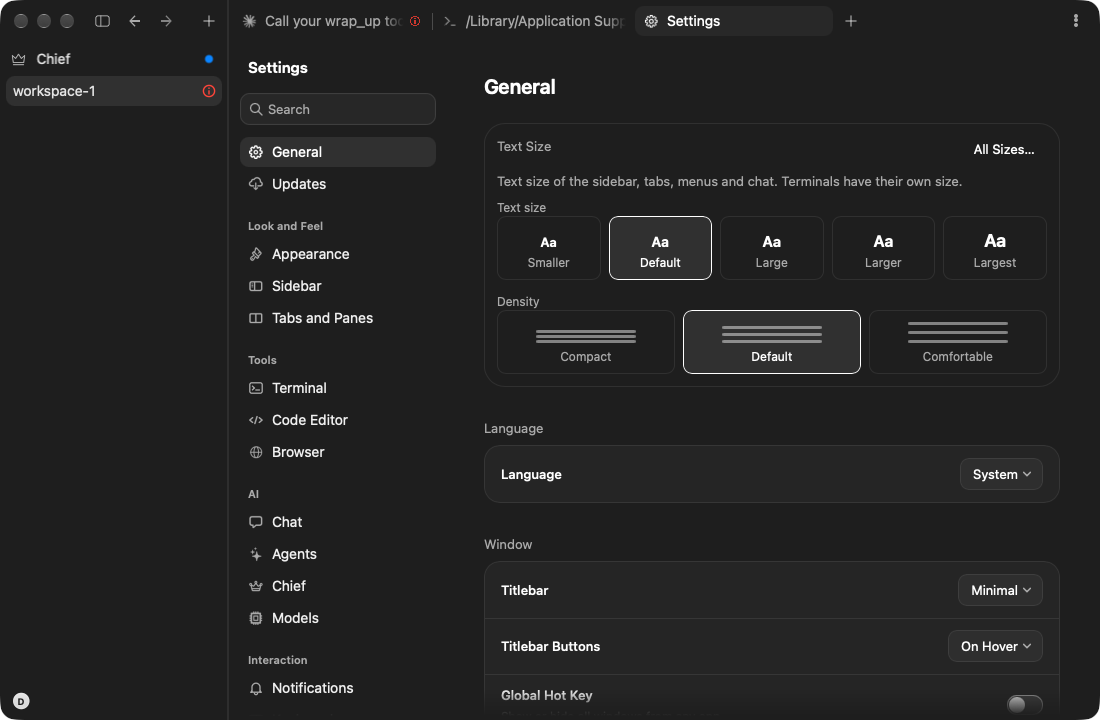 Call your wrap_up
/Library/Application Supp
Settings
Chief
workspace-1
D
Settings
Search
General
Updates
Look and Feel
Appearance
Sidebar
Tabs and Panes
Tools
Terminal
Code Editor
Browser
AI
Chat
Agents
Chief
Models
Interaction
Notifications
General
Text Size
All Sizes...
Text size of the sidebar, tabs, menus and chat. Terminals have their own size.
Text size
Aa Aa Aa Aa Aa
Smaller Default Large Larger Largest
Density
Compact Default Comfortable
Language
Language System
Window
Titlebar Minimal
Titlebar Buttons On Hover
Global Hot Key